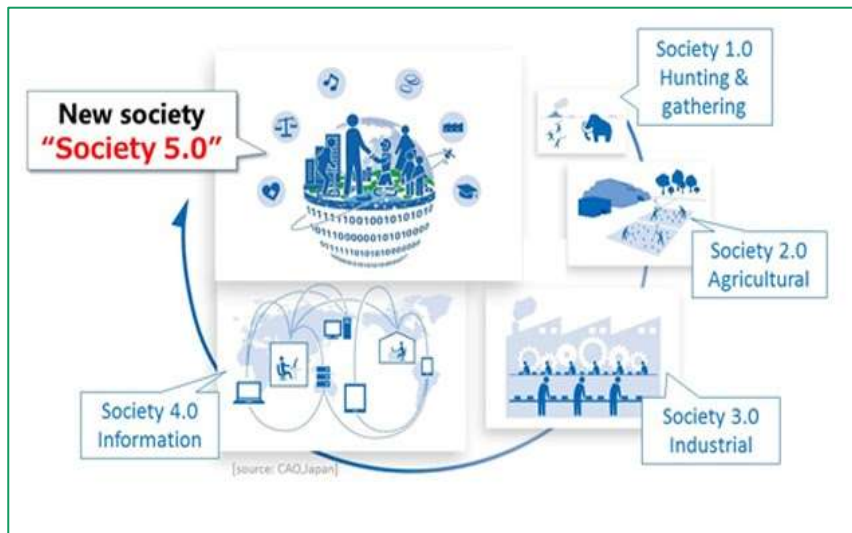 New society
“Society 5.0”
Society 1.0
Hunting &
gathering
Society 2.0
Agricultural
Society 3.0
Industrial
Society 4.0
Information
[source: CAO,Japan]